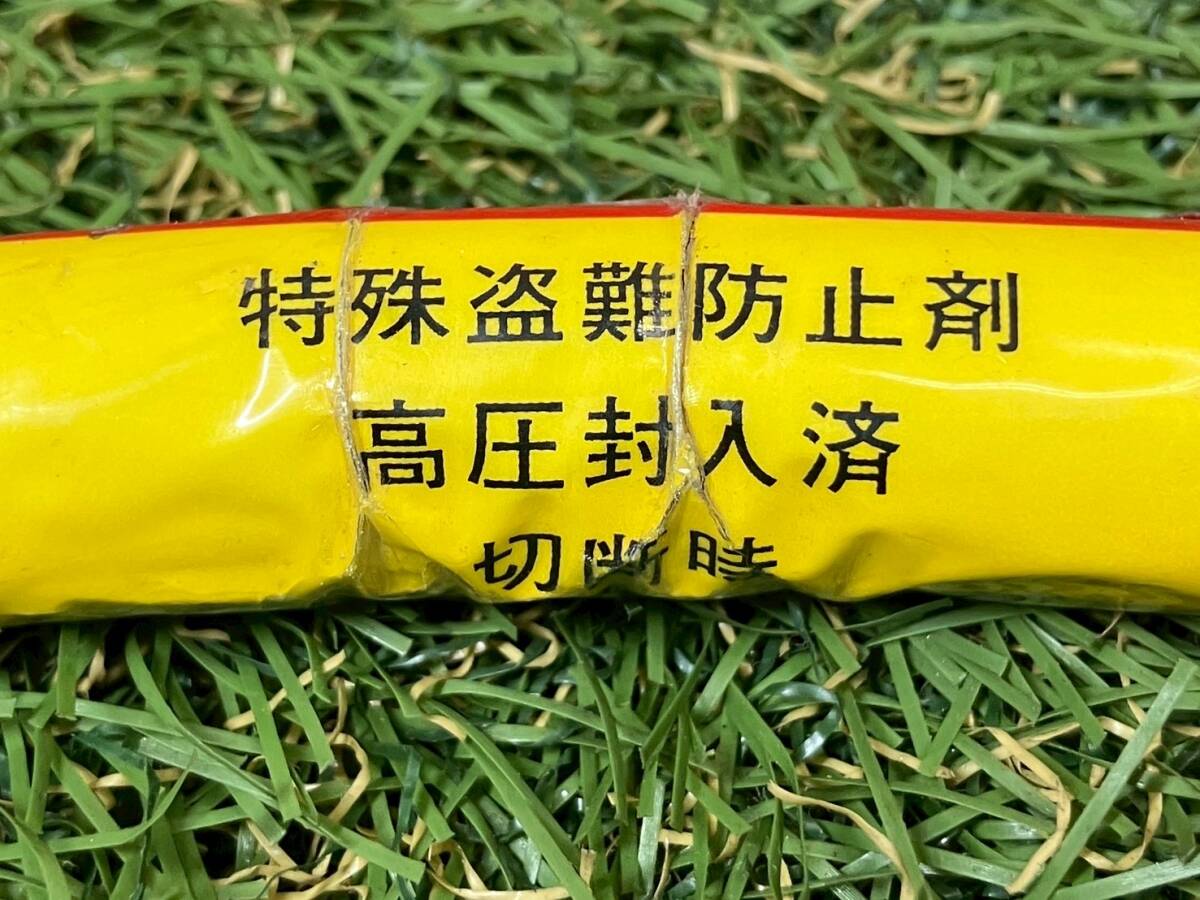 特殊盗難防止剤
高圧封入済
切断時